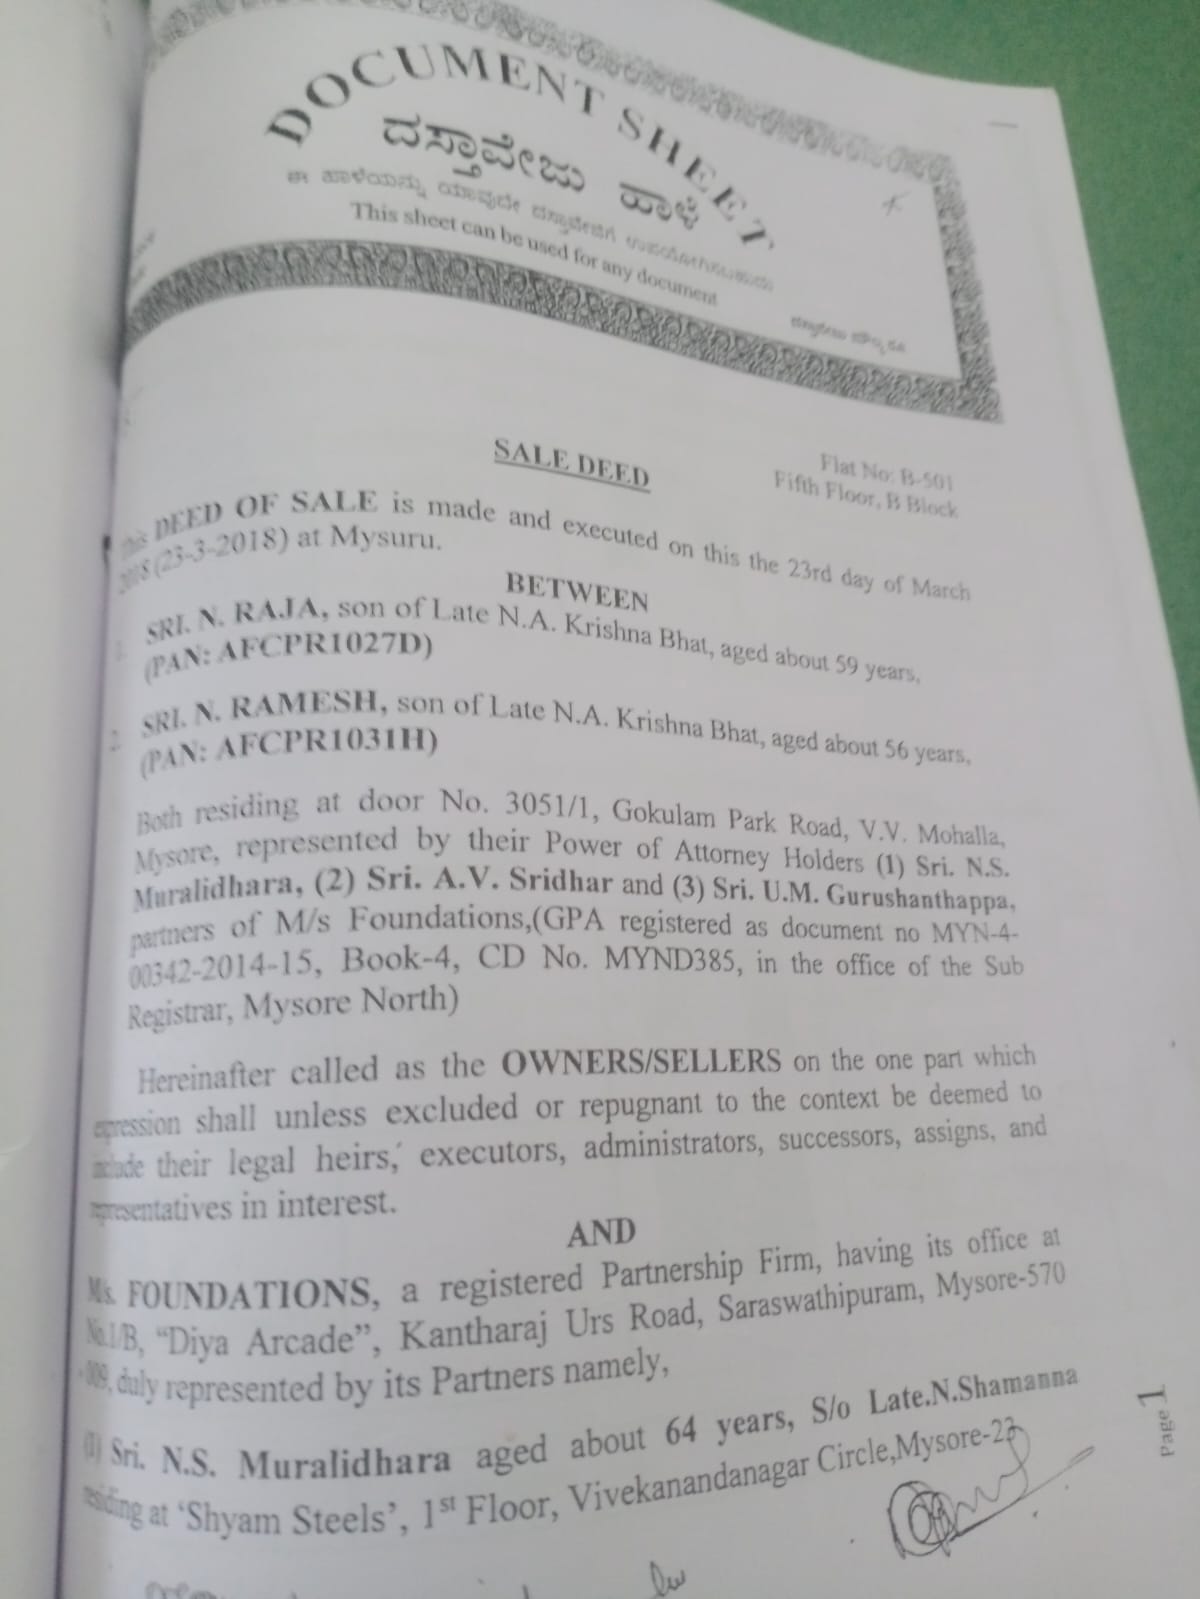 DOCUMENT SHEET
ದಸ್ತಾವೇಜು ಹಾಳೆ
ಈ ಹಾಳೆಯನ್ನು ಯಾವುದೇ
This sheet can be used for any document
SALE DEED
Flat No: B-501
Fifth Floor, B Block
This DEED OF SALE is made and executed on this the 23rd day of March
2018 (23-3-2018) at Mysuru.
BETWEEN
1. SRI. N. RAJA, son of Late N.A. Krishna Bhat, aged about 59 years,
(PAN: AFCPR1027D)
2. SRI. N. RAMESH, son of Late N.A. Krishna Bhat, aged about 56 years,
(PAN: AFCPR1031H)
Both residing at door No. 3051/1, Gokulam Park Road, V.V. Mohalla,
Mysore, represented by their Power of Attorney Holders (1) Sri. N.S.
Muralidhara, (2) Sri. A.V. Sridhar and (3) Sri. U.M. Gurushanthappa,
partners of M/s Foundations,(GPA registered as document no MYN-4-
00342-2014-15, Book-4, CD No. MYND385, in the office of the Sub
Registrar, Mysore North)
Hereinafter called as the OWNERS/SELLERS on the one part which
expression shall unless excluded or repugnant to the context be deemed to
include their legal heirs, executors, administrators, successors, assigns, and
representatives in interest.
AND
M/s. FOUNDATIONS, a registered Partnership Firm, having its office at
No.1/B, “Diya Arcade”, Kantharaj Urs Road, Saraswathipuram, Mysore-570
-009, duly represented by its Partners namely,
(1) Sri. N.S. Muralidhara aged about 64 years, S/o Late.N.Shamanna
residing at ‘Shyam Steels’, 1st Floor, Vivekanandanagar Circle,Mysore-23
Page 1